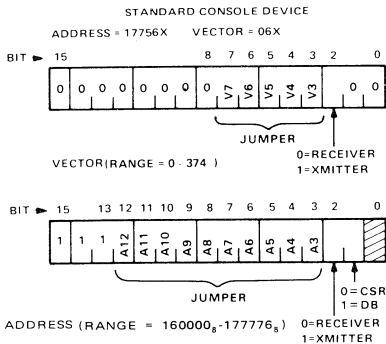 STANDARD CONSOLE DEVICE
ADDRESS = 17756X VECTOR = 06X
BIT 15 8 7 6 5 4 3 2 0
0 0 0 0 0 0 0 0 V7 V6 V5 V4 V3 0 0
JUMPER
0=RECEIVER
1=XMITTER
VECTOR (RANGE = 0-374 )
BIT 15 13 12 11 10 9 8 7 6 5 4 3 2 0
1 1 1 A12 A11 A10 A9 A8 A7 A6 A5 A4 A3
JUMPER
0=CSR
1=DB
0=RECEIVER
1=XMITTER
ADDRESS (RANGE = 160000₈-177776₈)